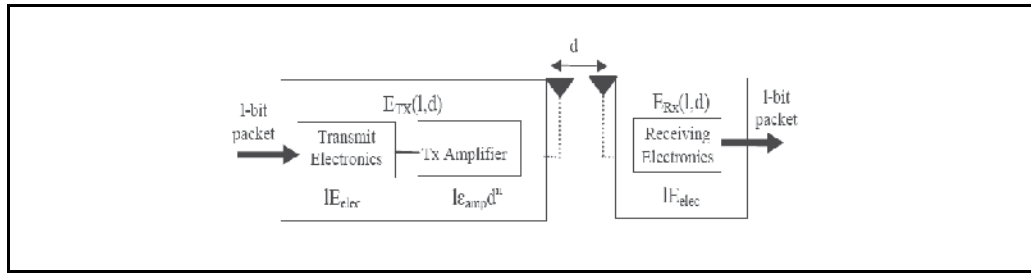 d
E_TX(l,d)
E_Rx(l,d)
l-bit
packet
l-bit
packet
Transmit
Electronics
Tx Amplifier
Receiving
Electronics
lE_elec
lε_amp d^n
lE_elec